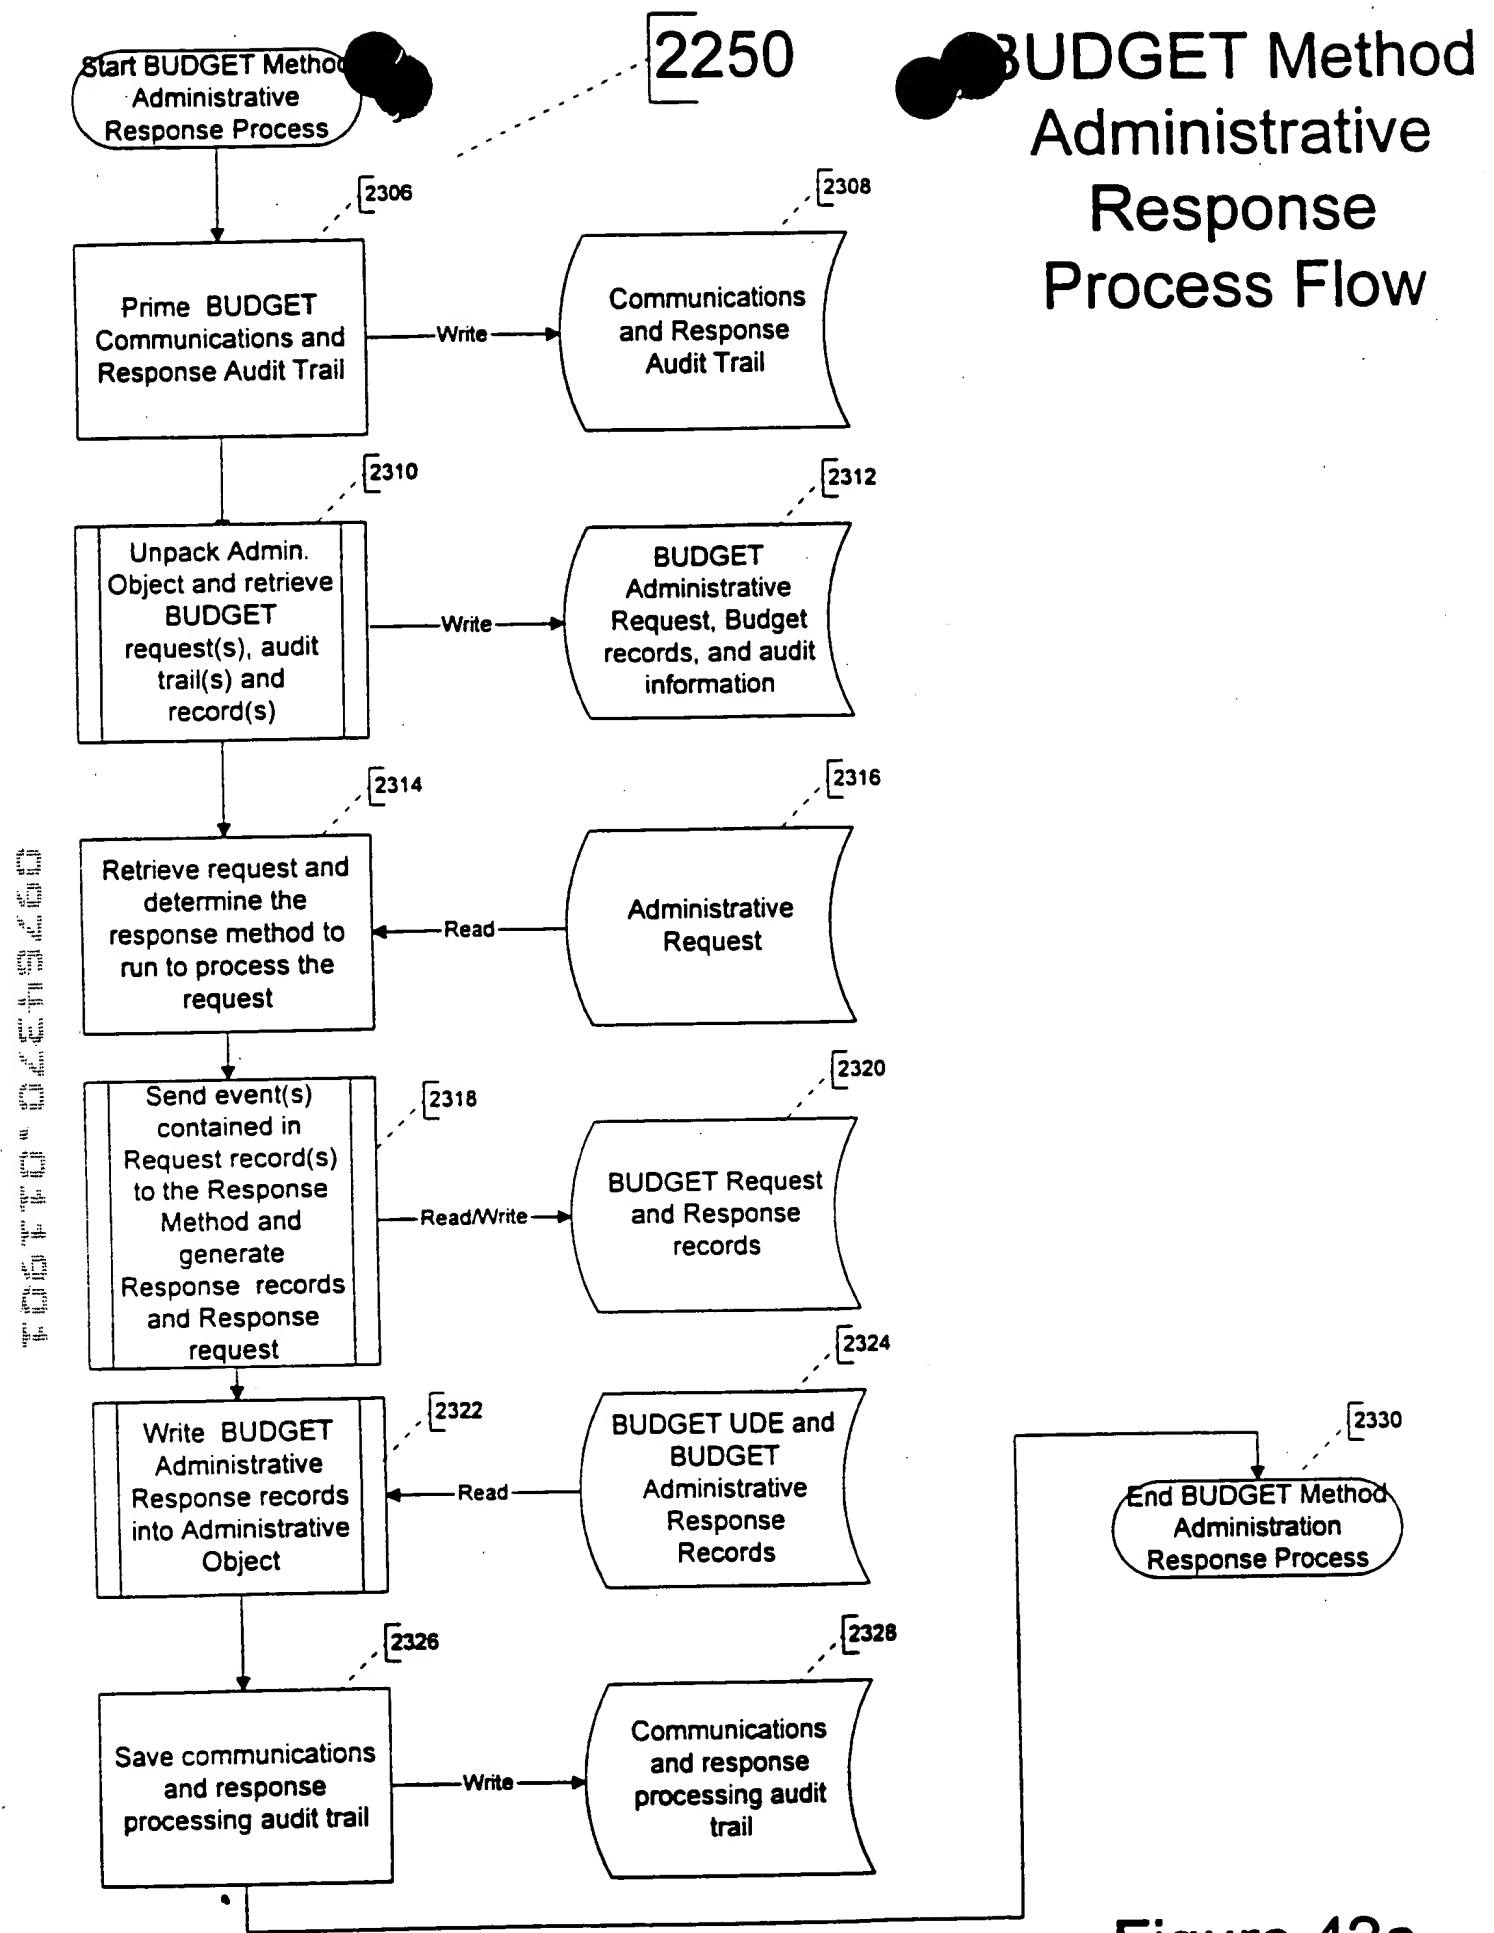 Start BUDGET Method
Administrative
Response Process
2250
BUDGET Method
Administrative
Response
Process Flow
2306
Prime BUDGET
Communications and
Response Audit Trail
Write
2308
Communications
and Response
Audit Trail
2310
Unpack Admin.
Object and retrieve
BUDGET
request(s), audit
trail(s) and
record(s)
Write
2312
BUDGET
Administrative
Request, Budget
records, and audit
information
2314
Retrieve request and
determine the
response method to
run to process the
request
Read
2316
Administrative
Request
2318
Send event(s)
contained in
Request record(s)
to the Response
Method and
generate
Response records
and Response
request
Read/Write
2320
BUDGET Request
and Response
records
2322
Write BUDGET
Administrative
Response records
into Administrative
Object
Read
2324
BUDGET UDE and
BUDGET
Administrative
Response
Records
2326
Save communications
and response
processing audit trail
Write
2328
Communications
and response
processing audit
trail
2330
End BUDGET Method
Administration
Response Process